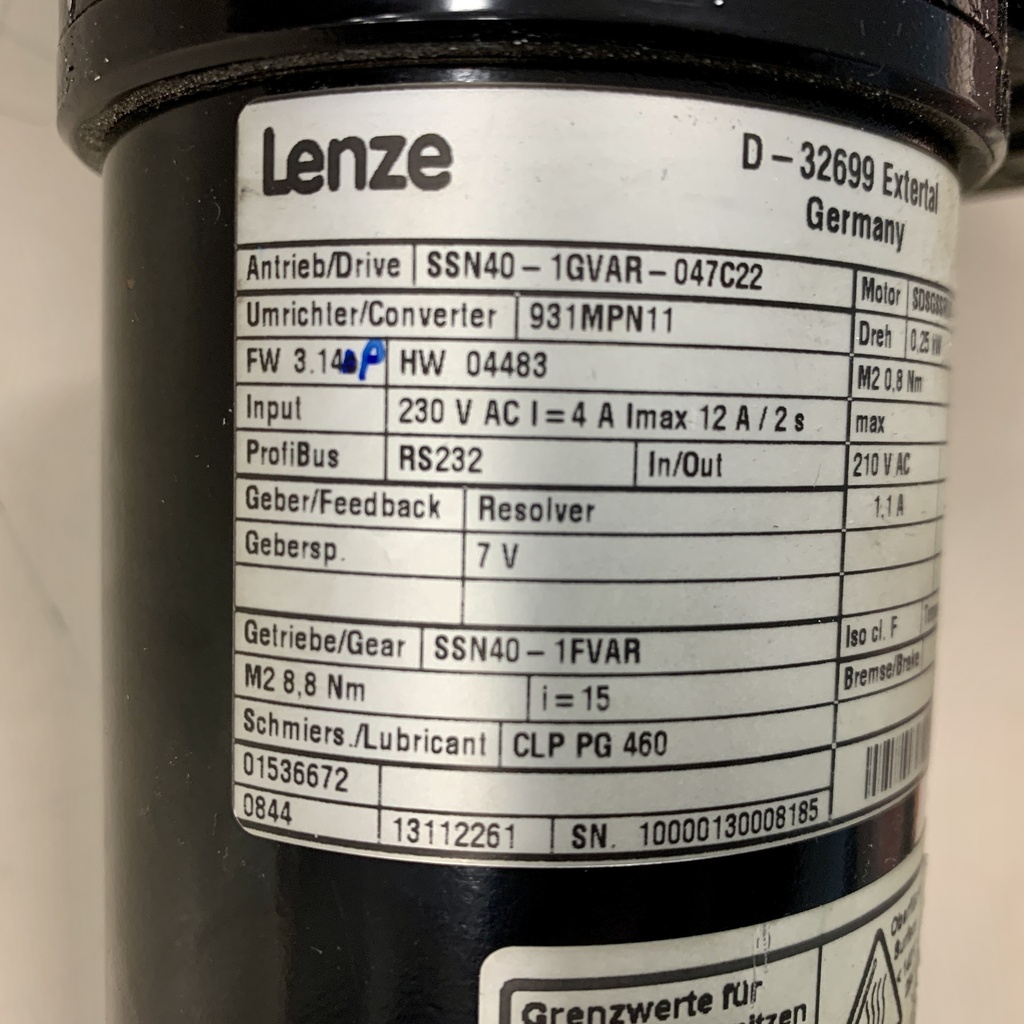 Lenze
D – 32699 Extertal
Germany
Antrieb/Drive SSN40 – 1GVAR – 047C22
Motor
Umrichter/Converter 931MPN11
Dreh 0,25 kW
FW 3.14 P HW 04483
M2 0,8 Nm
Input 230 V AC I = 4 A Imax 12 A / 2 s
max
ProfiBus RS232 In/Out
210 V AC
Geber/Feedback Resolver
1,1 A
Gebersp. 7 V
Getriebe/Gear SSN40 – 1FVAR
Iso cl. F
M2 8,8 Nm i = 15
Bremse/Brake
Schmiers./Lubricant CLP PG 460
01536672
0844 13112261 SN. 10000130008185
Grenzwerte für